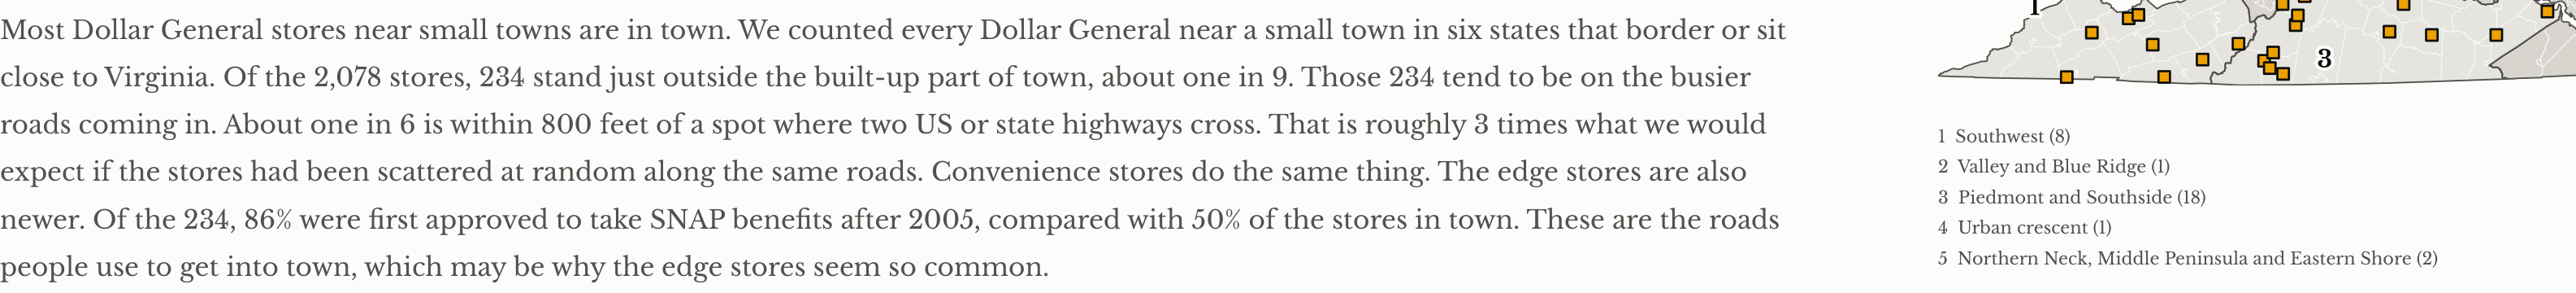 Most Dollar General stores near small towns are in town. We counted every Dollar General near a small town in six states that border or sit
close to Virginia. Of the 2,078 stores, 234 stand just outside the built-up part of town, about one in 9. Those 234 tend to be on the busier
roads coming in. About one in 6 is within 800 feet of a spot where two US or state highways cross. That is roughly 3 times what we would
expect if the stores had been scattered at random along the same roads. Convenience stores do the same thing. The edge stores are also
newer. Of the 234, 86% were first approved to take SNAP benefits after 2005, compared with 50% of the stores in town. These are the roads
people use to get into town, which may be why the edge stores seem so common.
1
3
1 Southwest (8)
2 Valley and Blue Ridge (1)
3 Piedmont and Southside (18)
4 Urban crescent (1)
5 Northern Neck, Middle Peninsula and Eastern Shore (2)